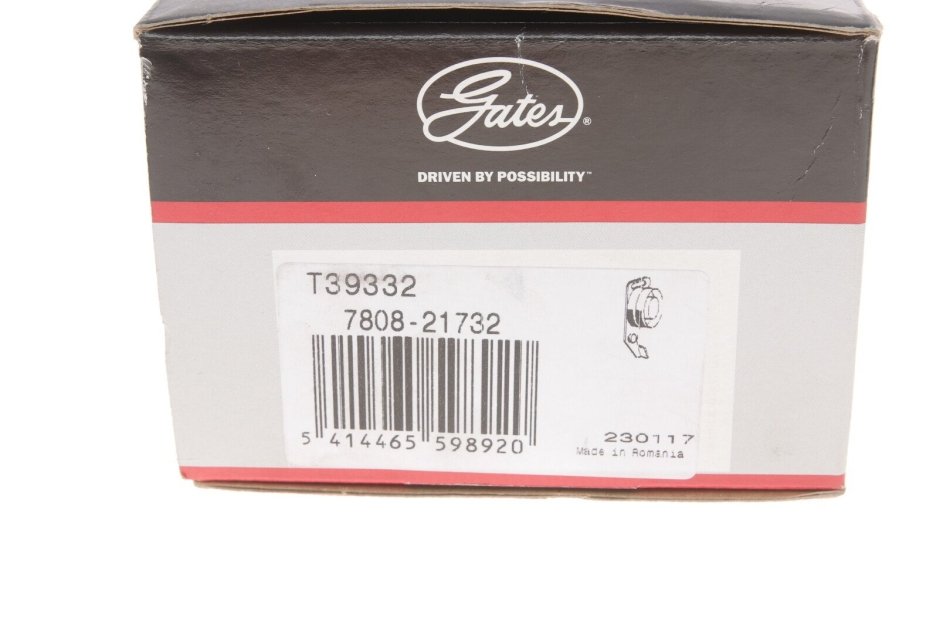 Gates®
DRIVEN BY POSSIBILITY™
T39332
7808-21732
5 414465 598920
230117
Made in Romania